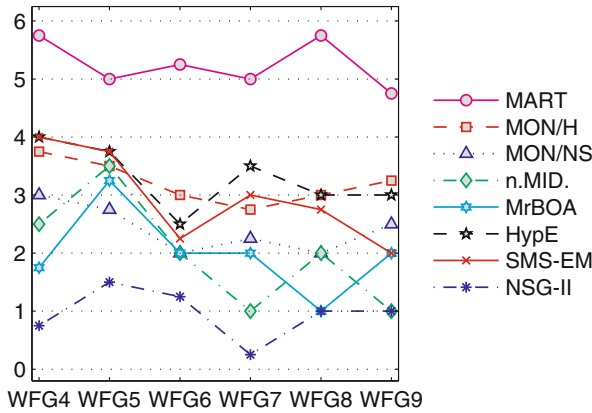 6
5
4
3
2
1
0
WFG4 WFG5 WFG6 WFG7 WFG8 WFG9
MART
MON/H
MON/NS
n.MID.
MrBOA
HypE
SMS-EM
NSG-II